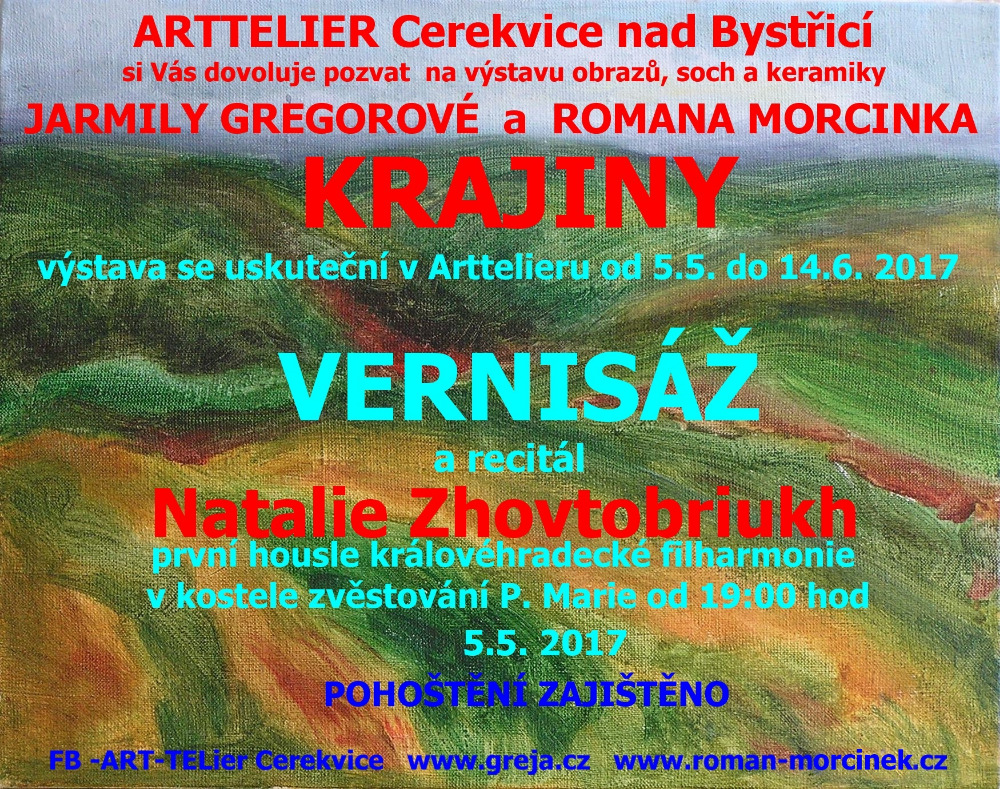 ARTTELIER Cerekvice nad Bystřicí
si Vás dovoluje pozvat na výstavu obrazů, soch a keramiky
JARMILY GREGOROVÉ a ROMANA MORCINKA
KRAJINY
výstava se uskuteční v Arttelieru od 5.5. do 14.6. 2017
VERNISÁŽ
a recitál
Natalie Zhovtobriukh
první housle královéhradecké filharmonie
v kostele zvěstování P. Marie od 19:00 hod
5.5. 2017
POHOŠTĚNÍ ZAJIŠTĚNO
FB -ART-TELier Cerekvice www.greja.cz www.roman-morcinek.cz